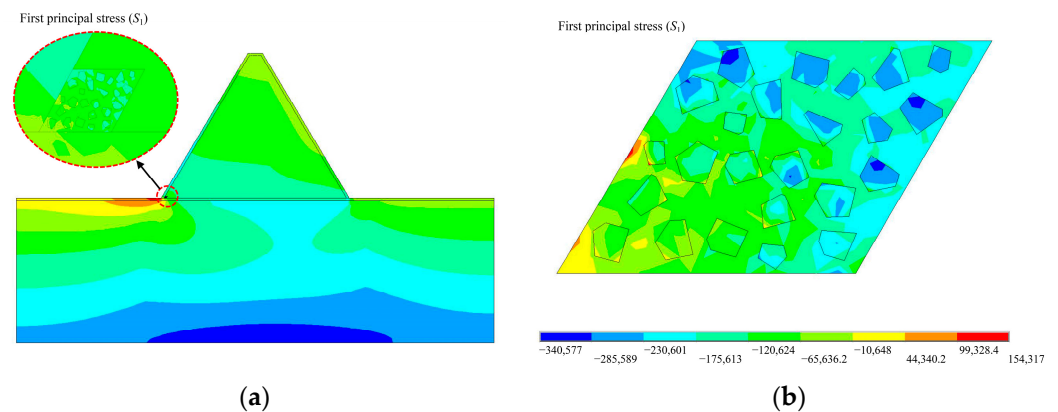 First principal stress (S₁)
First principal stress (S₁)
−340,577
−285,589
−230,601
−175,613
−120,624
−65,636.2
−10,648
44,340.2
99,328.4
154,317
(a)
(b)